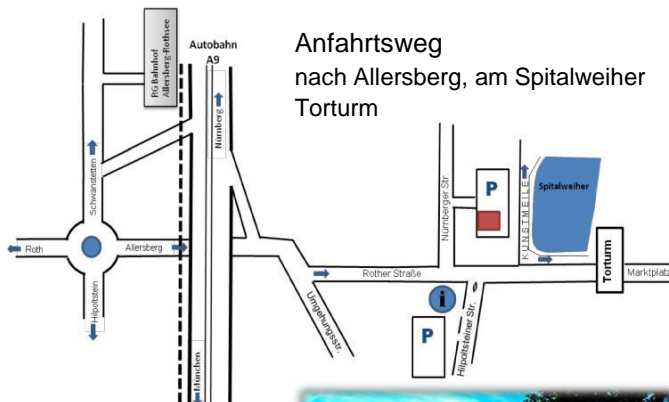 Anfahrtsweg
nach Allersberg, am Spitalweiher
Torturm
Autobahn
A9
RG Bahnhof
Allersberg-Rothsee
Nürnberg
Schwanstetten
Roth
Allersberg
Hilpoltstein
München
Umgehungsstr.
Rother Straße
Nürnberger Str.
P
KUNSTMEILE
Spitalweiher
Torturm
Marktplatz
i
P
Hilpoltsteiner Str.